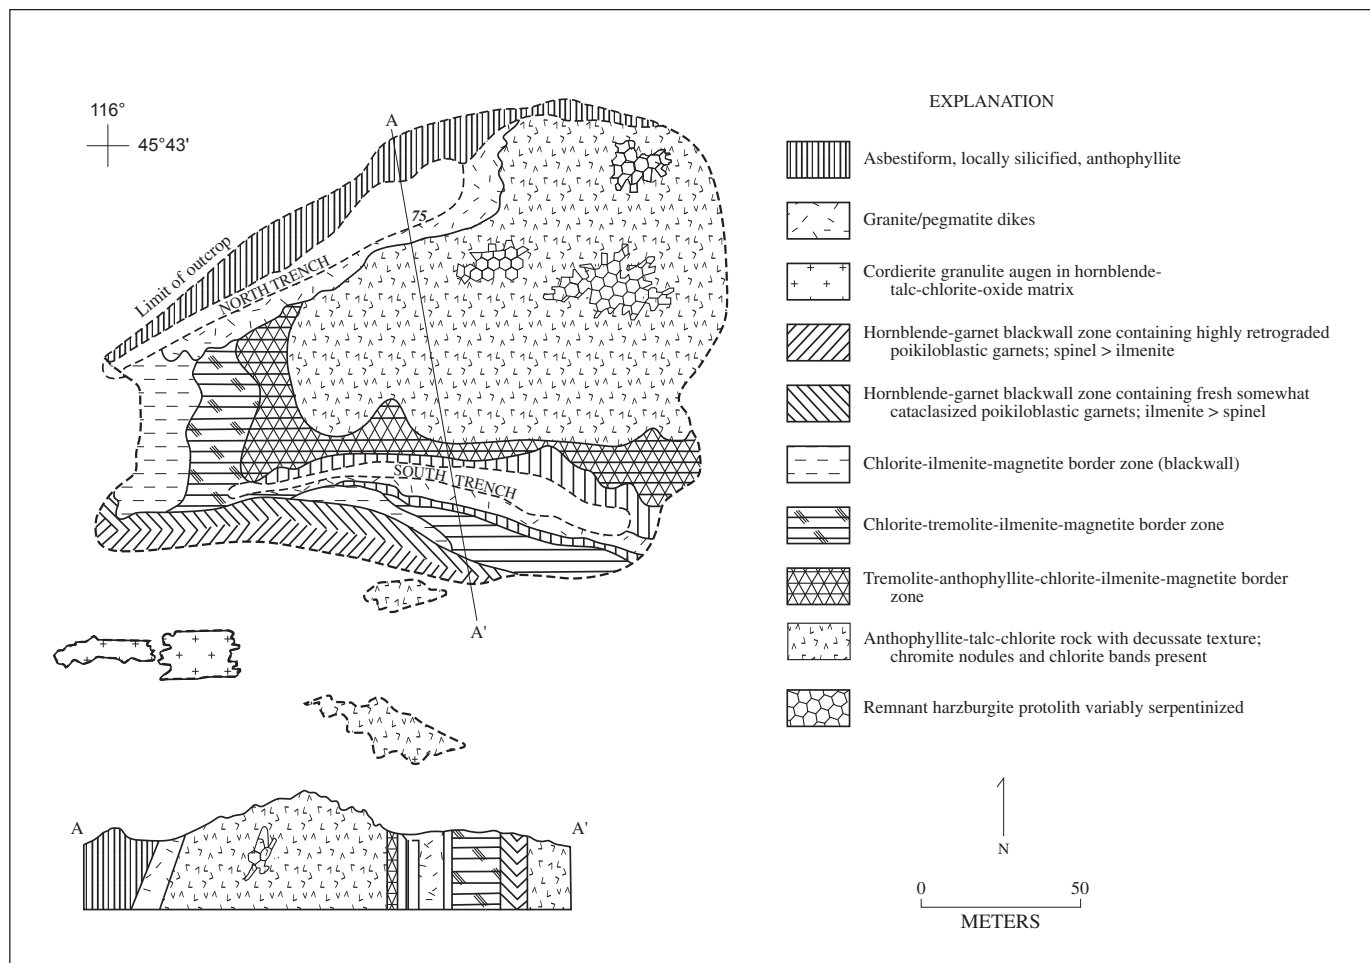 EXPLANATION
116°
45°43'
A
Asbestiform, locally silicified, anthophyllite
Granite/pegmatite dikes
75
Limit of outcrop
NORTH TRENCH
Cordierite granulite augen in hornblende-
talc-chlorite-oxide matrix
Hornblende-garnet blackwall zone containing highly retrograded
poikiloblastic garnets; spinel > ilmenite
Hornblende-garnet blackwall zone containing fresh somewhat
cataclasized poikiloblastic garnets; ilmenite > spinel
SOUTH TRENCH
Chlorite-ilmenite-magnetite border zone (blackwall)
Chlorite-tremolite-ilmenite-magnetite border zone
Tremolite-anthophyllite-chlorite-ilmenite-magnetite border
zone
A'
Anthophyllite-talc-chlorite rock with decussate texture;
chromite nodules and chlorite bands present
Remnant harzburgite protolith variably serpentinized
A
A'
N
0 50
METERS